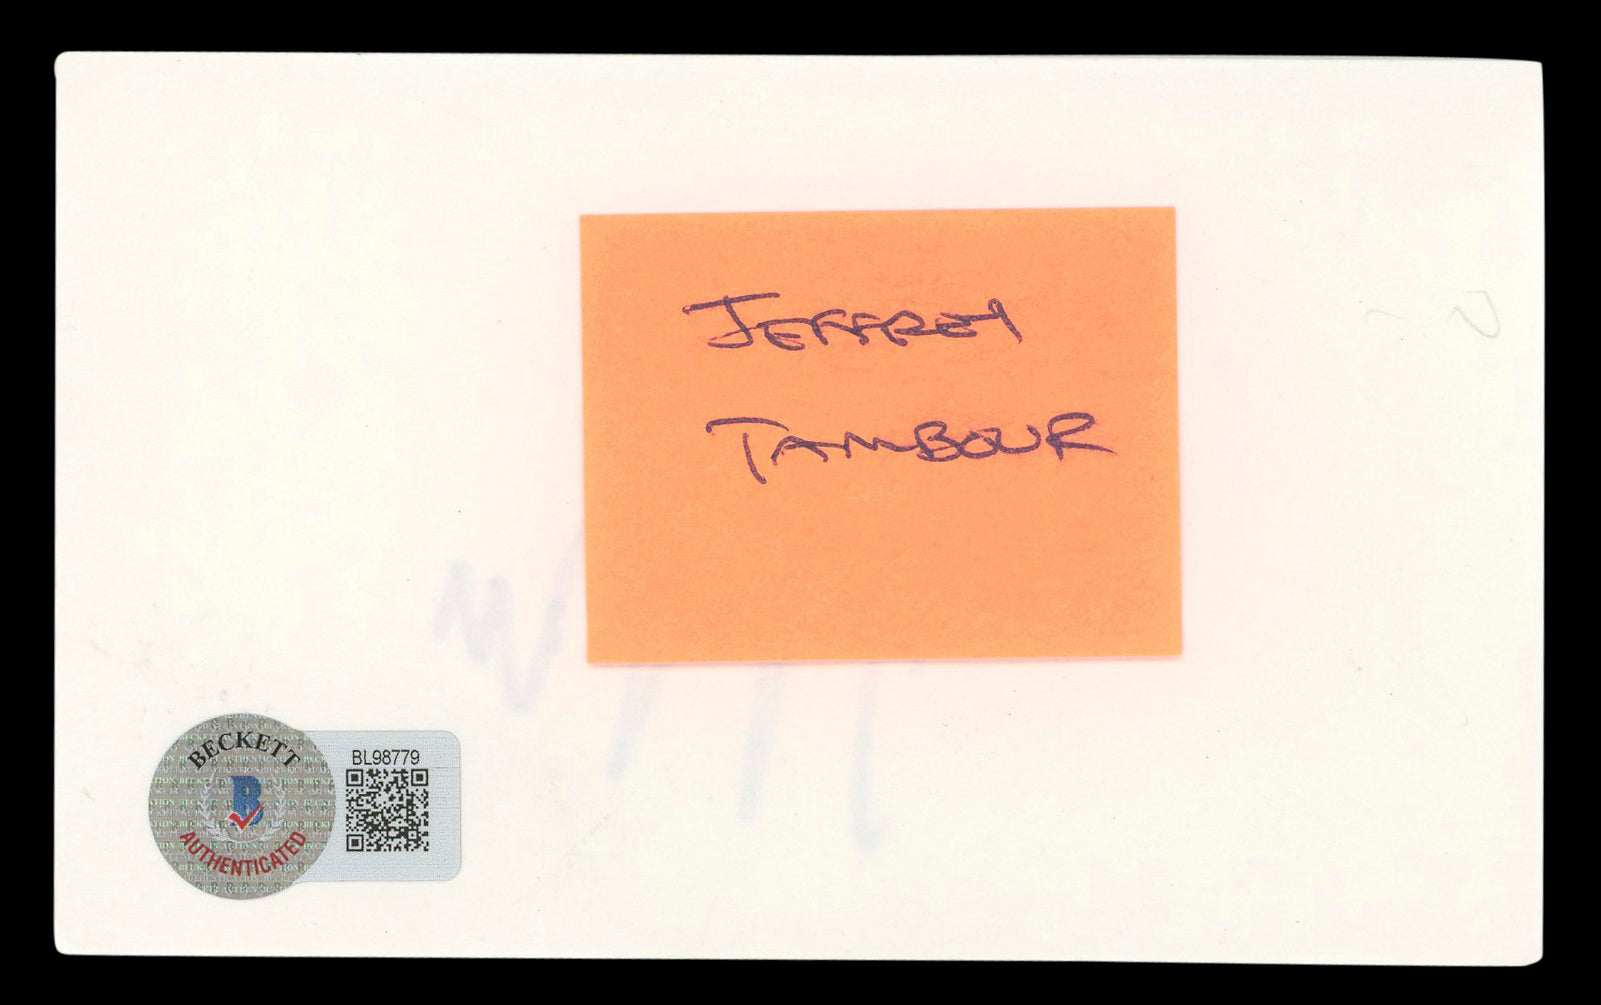 JEFFREY
TAMBOUR
BECKETT
B
AUTHENTICATED
BL98779